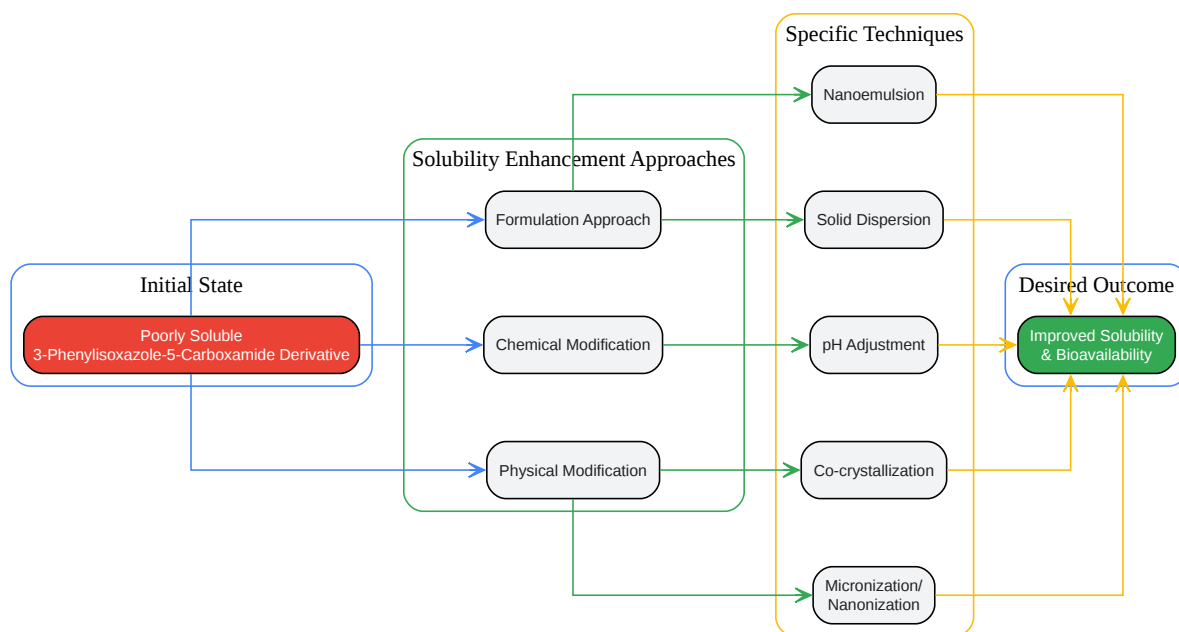 Specific Techniques
Nanoemulsion
Solubility Enhancement Approaches
Formulation Approach
Solid Dispersion
Initial State
Desired Outcome
Poorly Soluble
3-Phenylisoxazole-5-Carboxamide Derivative
Chemical Modification
pH Adjustment
Improved Solubility
& Bioavailability
Physical Modification
Co-crystallization
Micronization/
Nanonization